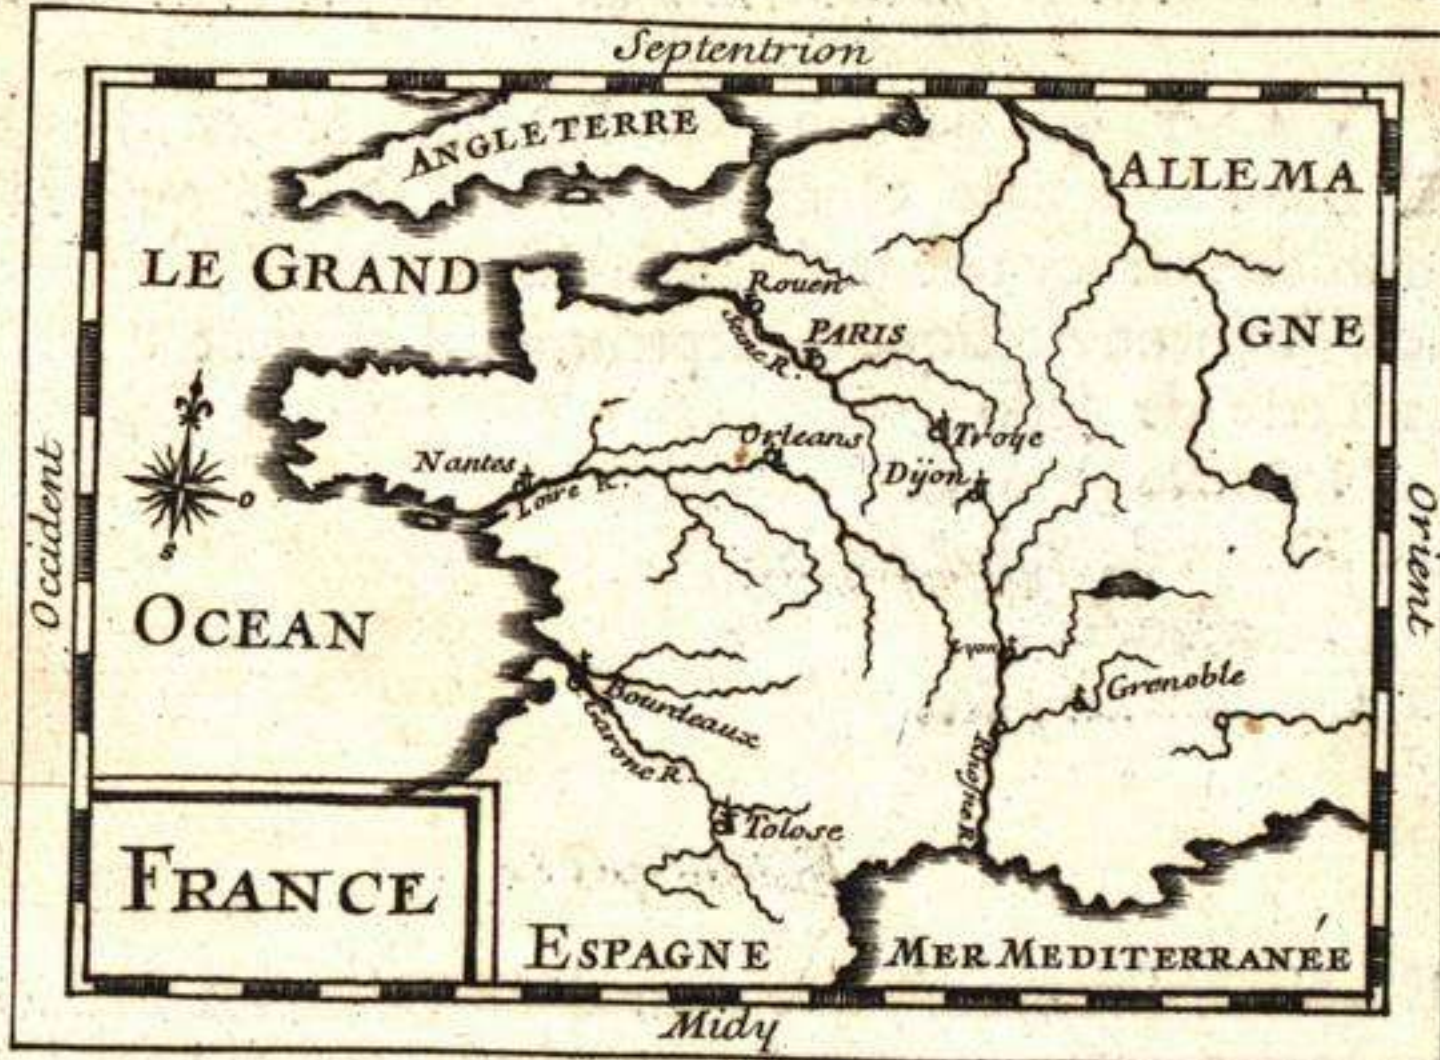 Septentrion
ANGLETERRE
ALLEMA
GNE
LE GRAND
OCEAN
Rouen
Seine R.
PARIS
Troye
Orleans
Nantes
Loire R.
Dijon
O
S
Occident
Orient
Lyon
Grenoble
Bourdeaux
Garone R.
Rhosne R.
Tolose
FRANCE
ESPAGNE
MER MEDITERRANÉE
Midy